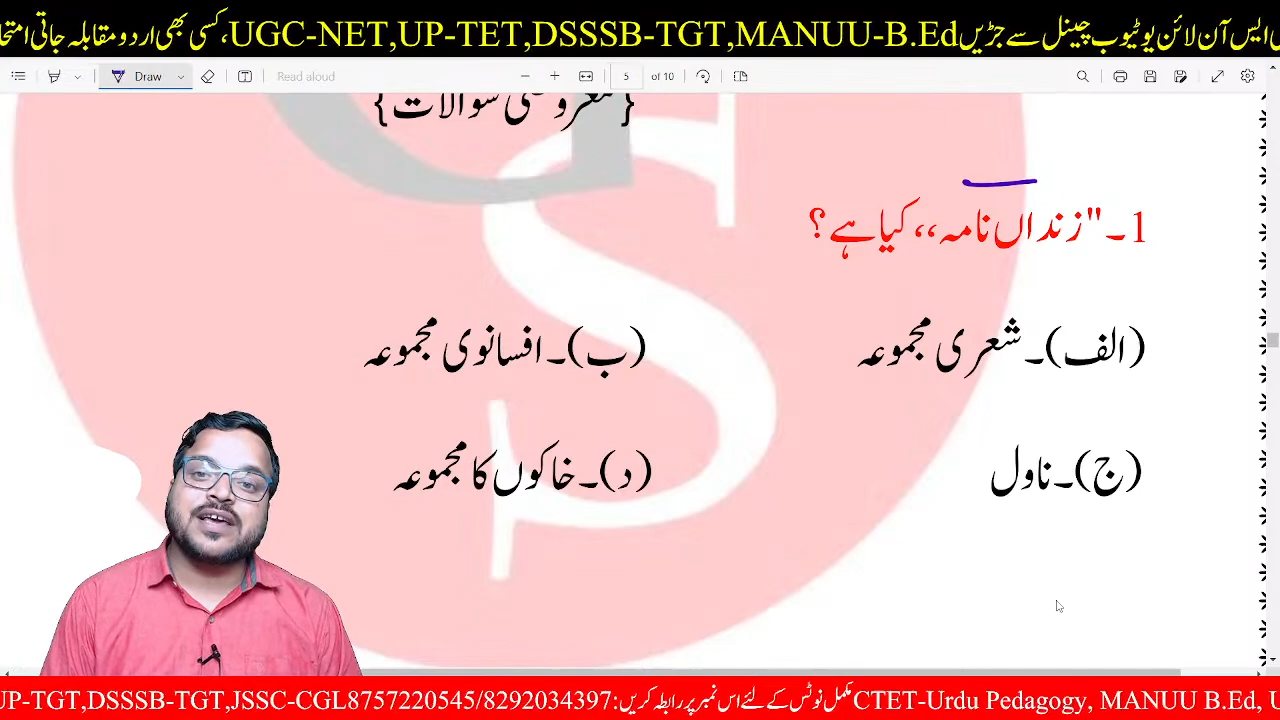 ایس آن لائن یوٹیوب چینل سے جڑیں UGC-NET,UP-TET,DSSSB-TGT,MANUU-B.Ed، کسی بھی اردو مقابلہ جاتی
Draw
Read aloud
5
of 10
{معروضی سوالات}
1۔"زنداں نامہ،، کیا ہے؟
(الف)۔شعری مجموعہ
(ب)۔افسانوی مجموعہ
(ج)۔ناول
(د)۔خاکوں کا مجموعہ
UP-TGT,DSSSB-TGT,JSSC-CGL8757220545/8292034397:مکمل نوٹس کے لئے اس نمبر پر رابطہ کریں CTET-Urdu Pedagogy, MANUU B.Ed,